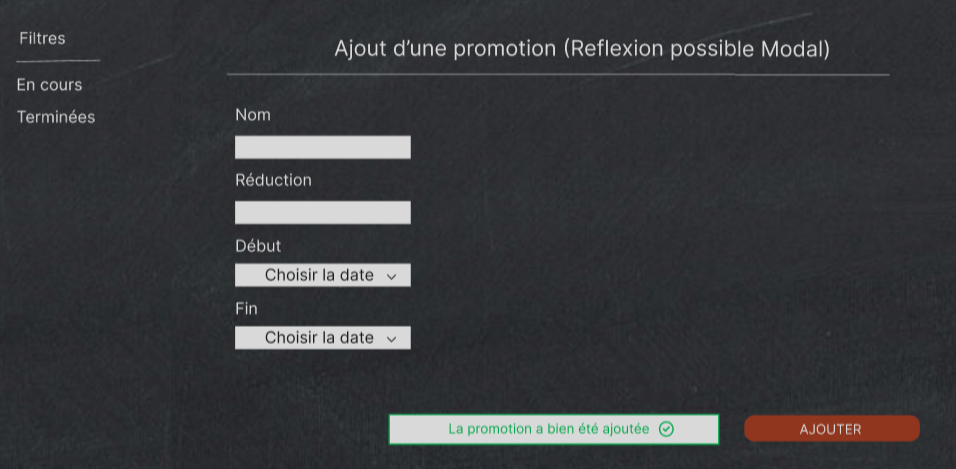 Filtres
En cours
Terminées
Ajout d’une promotion (Reflexion possible Modal)
Nom
Réduction
Début
Choisir la date
Fin
Choisir la date
La promotion a bien été ajoutée
AJOUTER